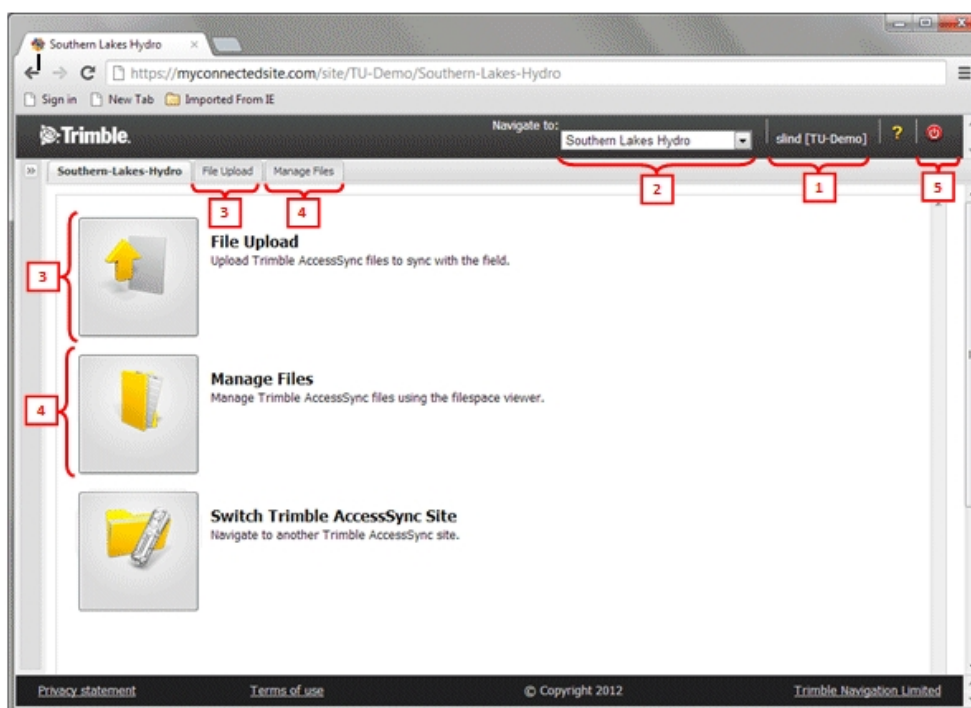 Southern Lakes Hydro
https://myconnectedsite.com/site/TU-Demo/Southern-Lakes-Hydro
Sign in New Tab Imported From IE
Trimble. Navigate to: Southern Lakes Hydro slind [TU-Demo] ?
Southern-Lakes-Hydro File Upload Manage Files
2 1 5
3 4
File Upload
Upload Trimble AccessSync files to sync with the field.
3
Manage Files
Manage Trimble AccessSync files using the filespace viewer.
4
Switch Trimble AccessSync Site
Navigate to another Trimble AccessSync site.
Privacy statement Terms of use © Copyright 2012 Trimble Navigation Limited